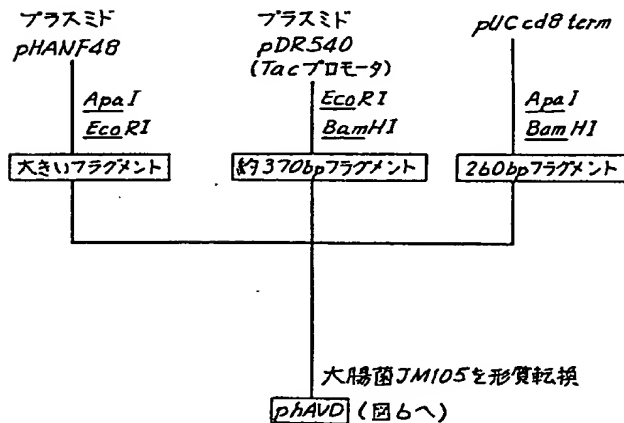 プラスミド
pHANF48
プラスミド
pDR540
(Tacプロモータ)
pUCcd8 term
ApaI
EcoRI
EcoRI
BamHI
ApaI
BamHI
大きいフラグメント
約370bpフラグメント
260bpフラグメント
大腸菌JM105を形質転換
phAVD (図6へ)